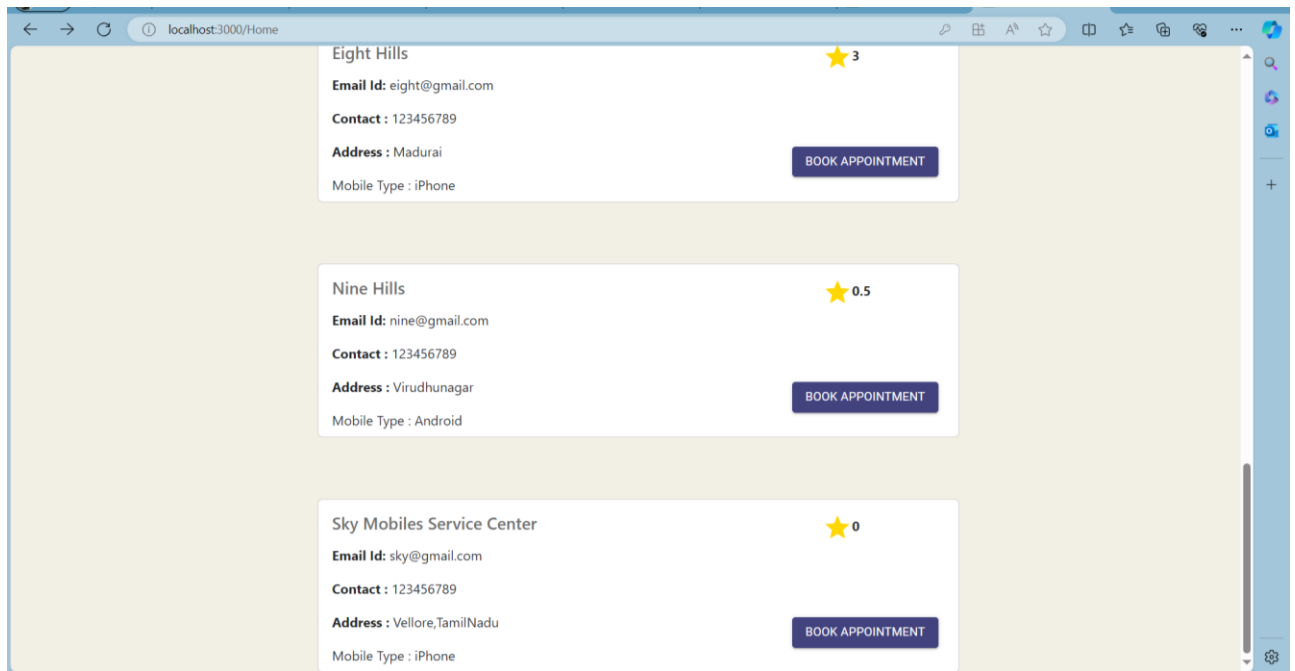 localhost:3000/Home
Eight Hills
3
Email Id: eight@gmail.com
Contact : 123456789
Address : Madurai
BOOK APPOINTMENT
Mobile Type : iPhone
Nine Hills
0.5
Email Id: nine@gmail.com
Contact : 123456789
Address : Virudhunagar
BOOK APPOINTMENT
Mobile Type : Android
Sky Mobiles Service Center
0
Email Id: sky@gmail.com
Contact : 123456789
Address : Vellore,TamilNadu
BOOK APPOINTMENT
Mobile Type : iPhone